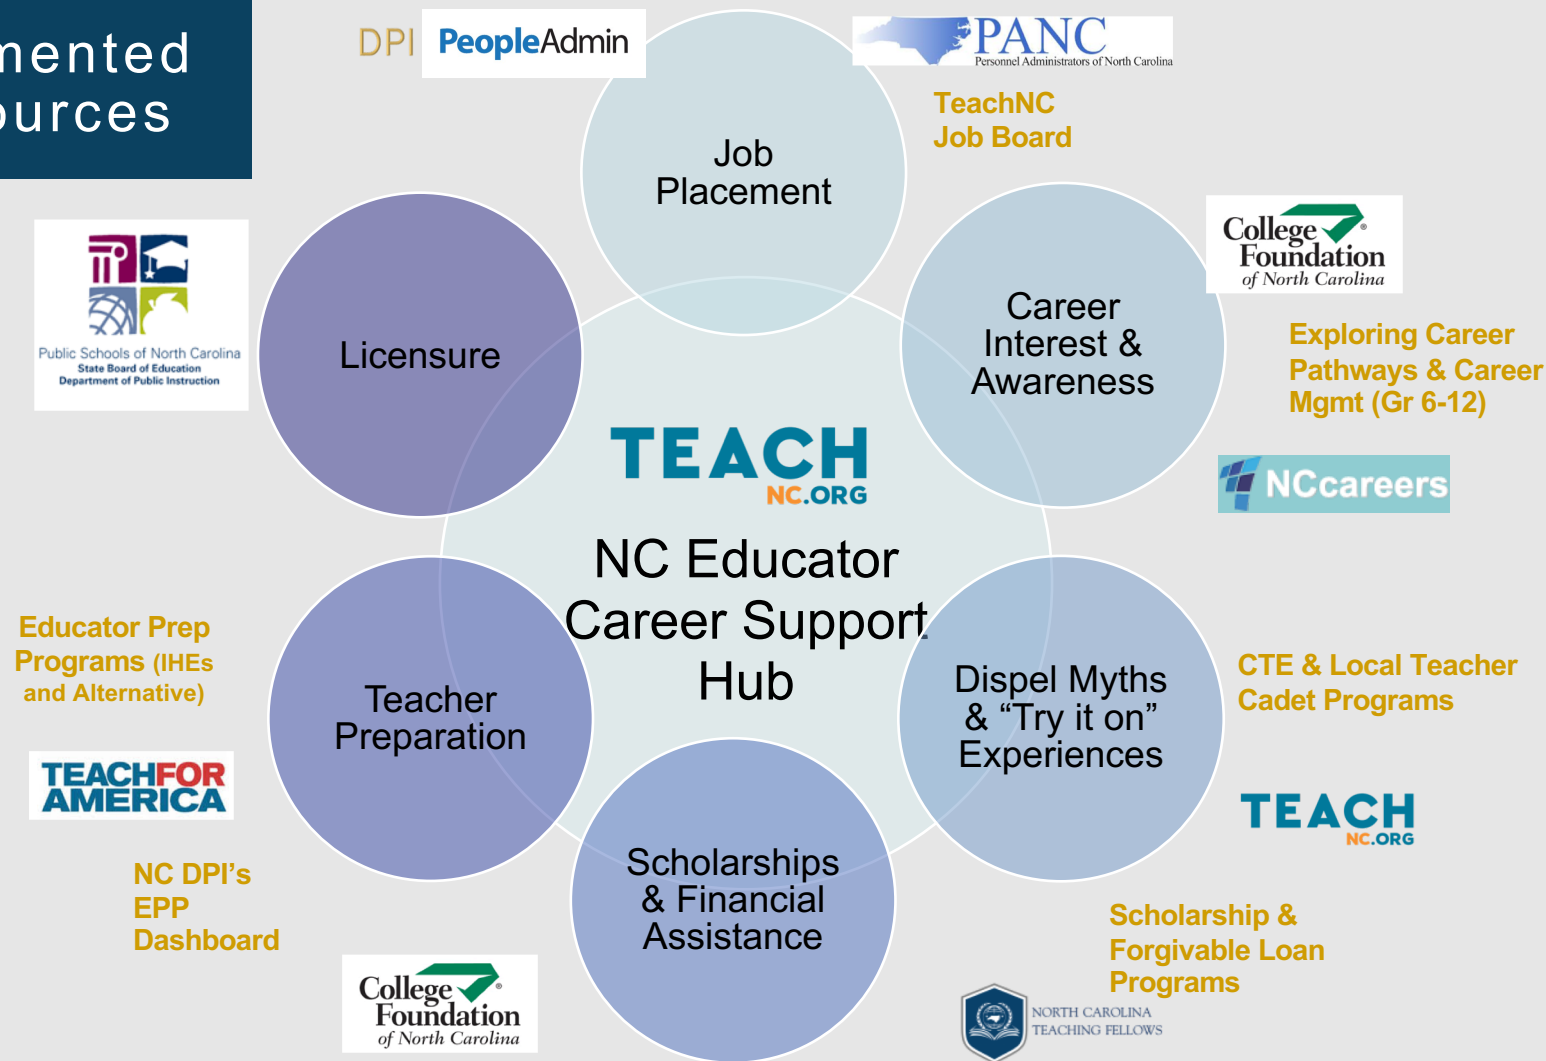 mented
ources
DPI
PeopleAdmin
PANC
Personnel Administrators of North Carolina
TeachNC
Job Board
Job
Placement
College
Foundation
of North Carolina
Career
Interest &
Awareness
Exploring Career
Pathways & Career
Mgmt (Gr 6-12)
NCcareers
Public Schools of North Carolina
State Board of Education
Department of Public Instruction
Licensure
TEACH
NC.ORG
NC Educator
Career Support
Hub
Dispel Myths
& “Try it on”
Experiences
CTE & Local Teacher
Cadet Programs
TEACH
NC.ORG
Educator Prep
Programs (IHEs
and Alternative)
Teacher
Preparation
TEACHFOR
AMERICA
NC DPI’s
EPP
Dashboard
Scholarships
& Financial
Assistance
Scholarship &
Forgivable Loan
Programs
College
Foundation
of North Carolina
NORTH CAROLINA
TEACHING FELLOWS